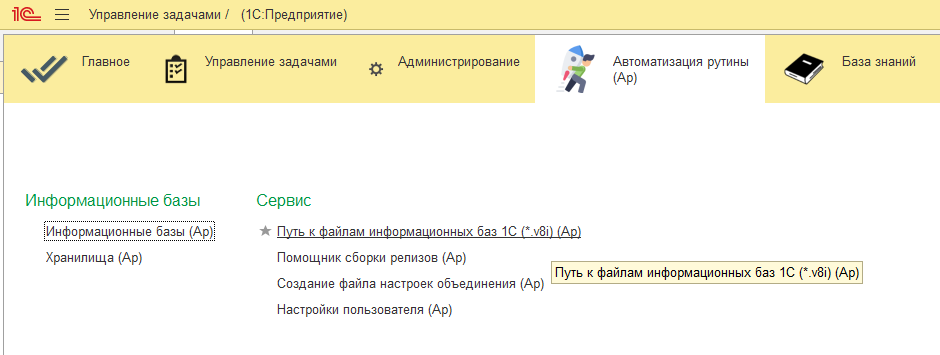 1С Управление задачами / (1С:Предприятие)
Главное
Управление задачами
Администрирование
Автоматизация рутины
(Ар)
База знаний
Информационные базы
Информационные базы (Ар)
Хранилища (Ар)
Сервис
Путь к файлам информационных баз 1С (*.v8i) (Ар)
Помощник сборки релизов (Ар)
Создание файла настроек объединения (Ар)
Настройки пользователя (Ар)
Путь к файлам информационных баз 1С (*.v8i) (Ар)